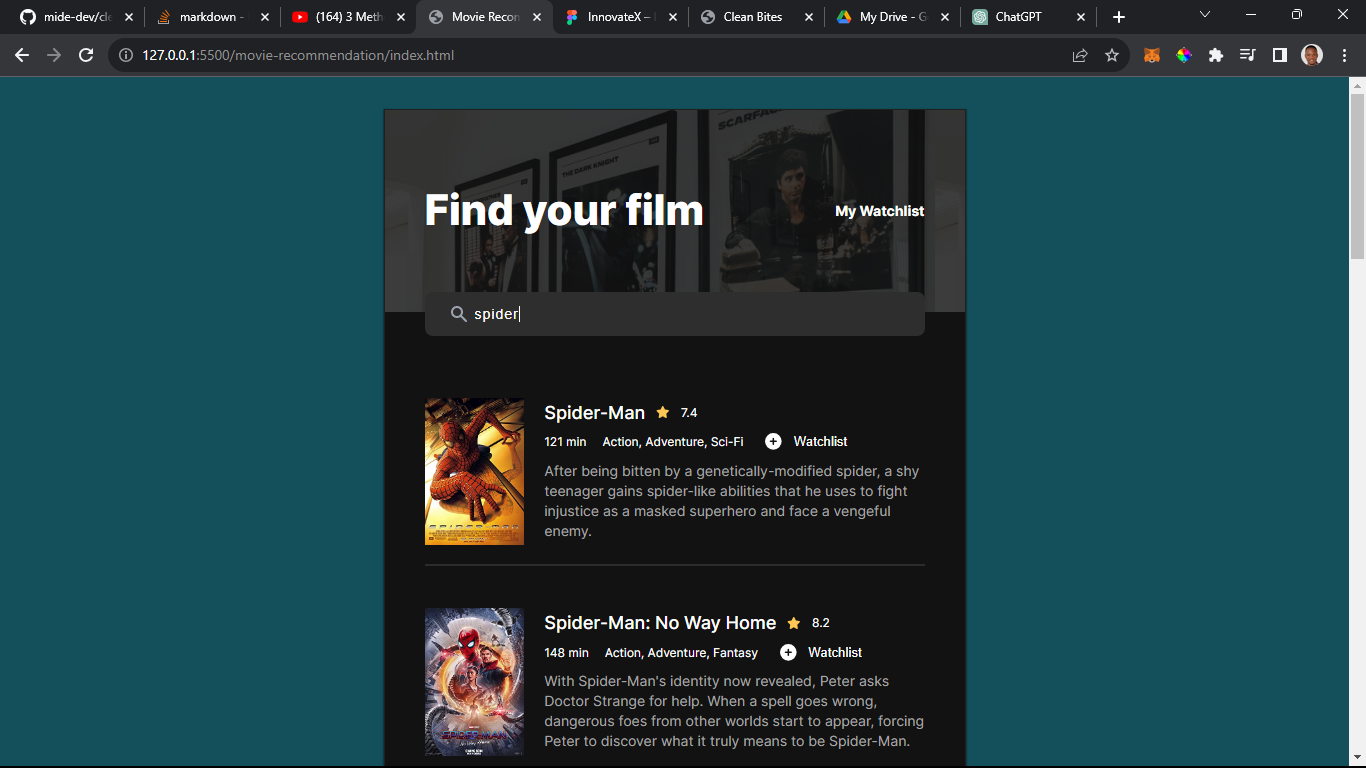 mide-dev/cle
markdown -
(164) 3 Meth
Movie Recon
InnovateX –
Clean Bites
My Drive - G
ChatGPT
127.0.0.1:5500/movie-recommendation/index.html
SCARFACE
THE DARK KNIGHT
Find your film
My Watchlist
spider
Spider-Man 7.4
121 min Action, Adventure, Sci-Fi Watchlist
After being bitten by a genetically-modified spider, a shy
teenager gains spider-like abilities that he uses to fight
injustice as a masked superhero and face a vengeful
enemy.
SPIDER-MAN
Spider-Man: No Way Home 8.2
148 min Action, Adventure, Fantasy Watchlist
With Spider-Man's identity now revealed, Peter asks
Doctor Strange for help. When a spell goes wrong,
dangerous foes from other worlds start to appear, forcing
Peter to discover what it truly means to be Spider-Man.
SPIDER-MAN